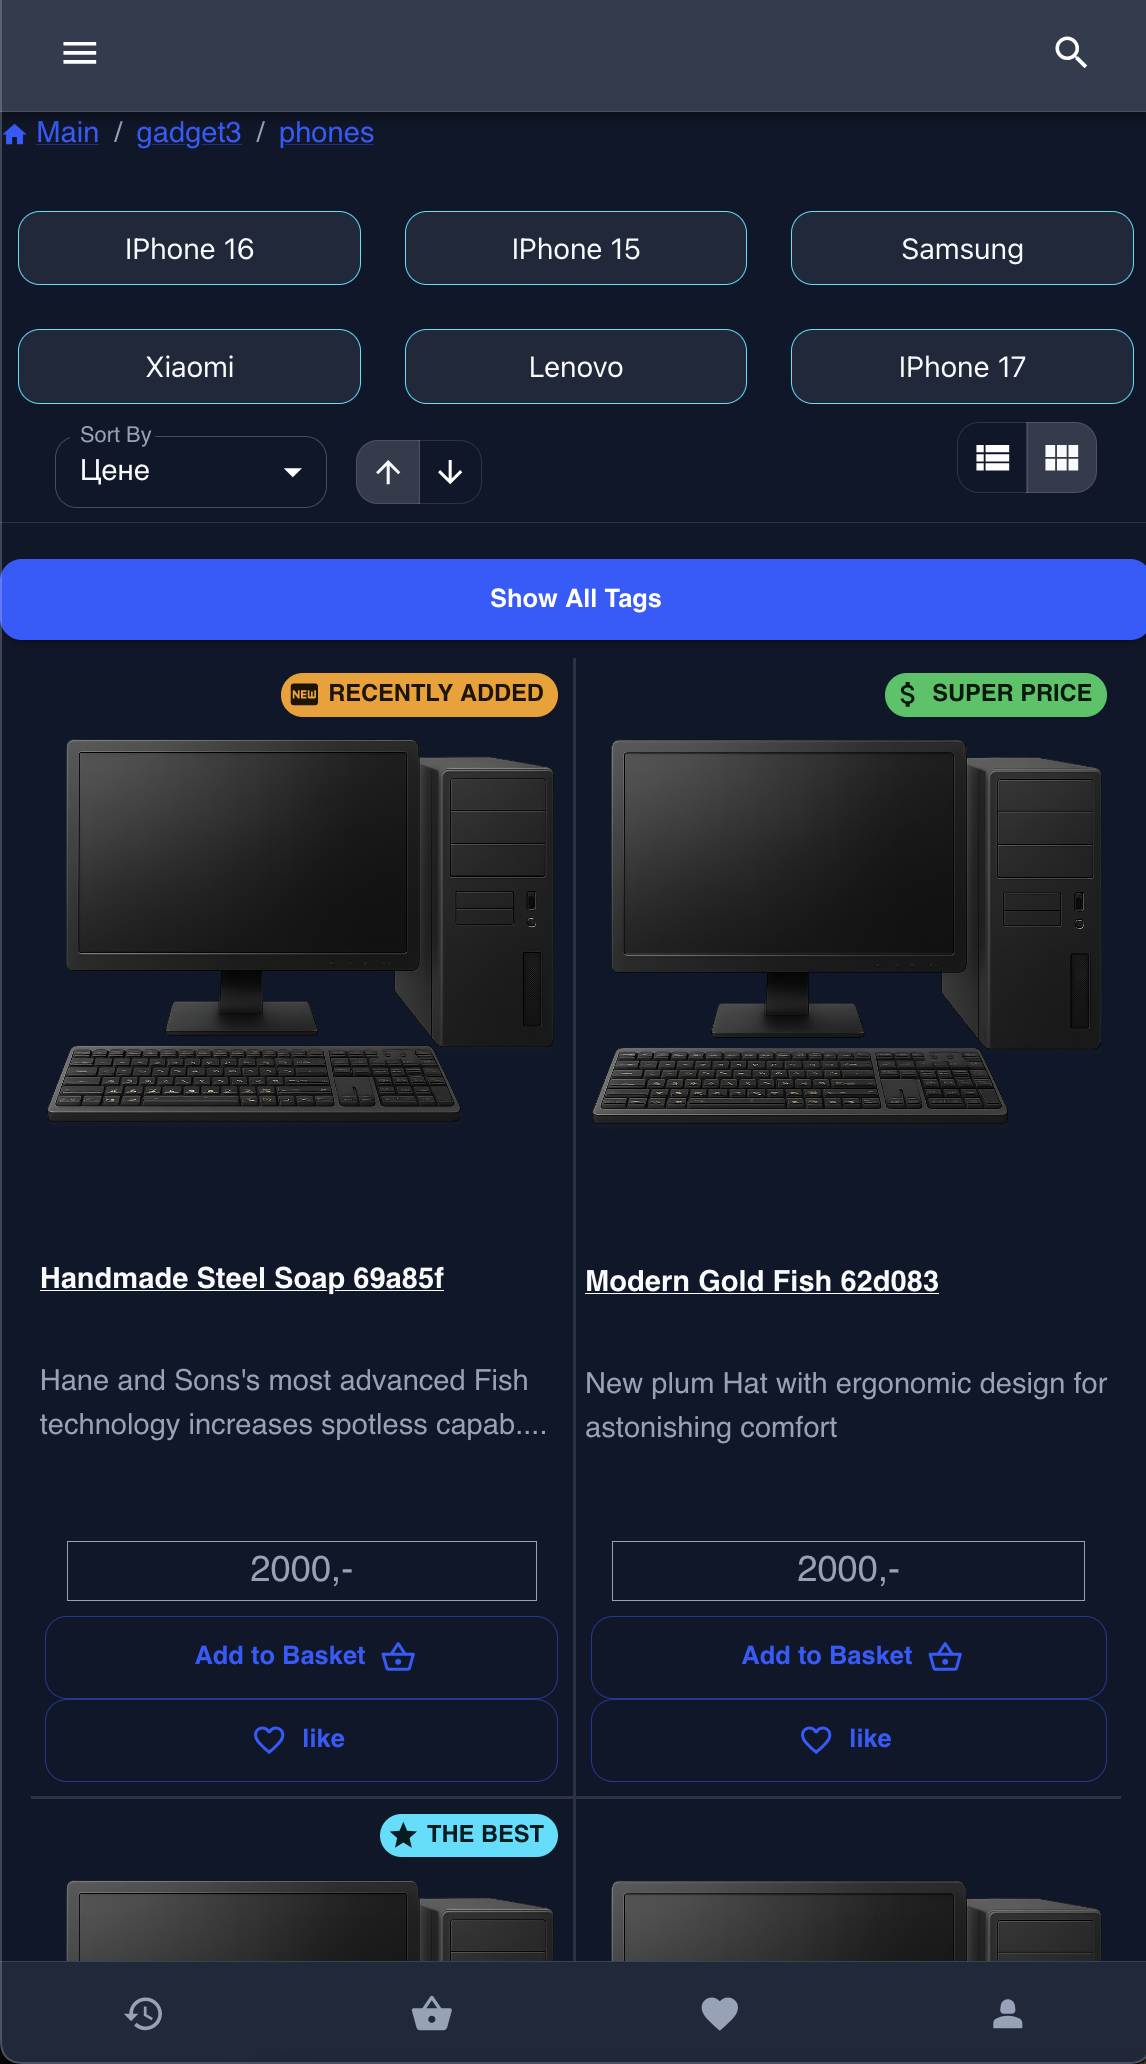 Main / gadget3 / phones
IPhone 16
IPhone 15
Samsung
Xiaomi
Lenovo
IPhone 17
Sort By
Цене
Show All Tags
NEW RECENTLY ADDED
$ SUPER PRICE
Handmade Steel Soap 69a85f
Modern Gold Fish 62d083
Hane and Sons's most advanced Fish
technology increases spotless capab....
New plum Hat with ergonomic design for
astonishing comfort
2000,-
2000,-
Add to Basket
Add to Basket
like
like
THE BEST